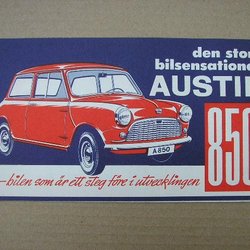 den stora
bilsensationen
AUSTIN
850
A-850
—bilen som är ett steg före i utvecklingen